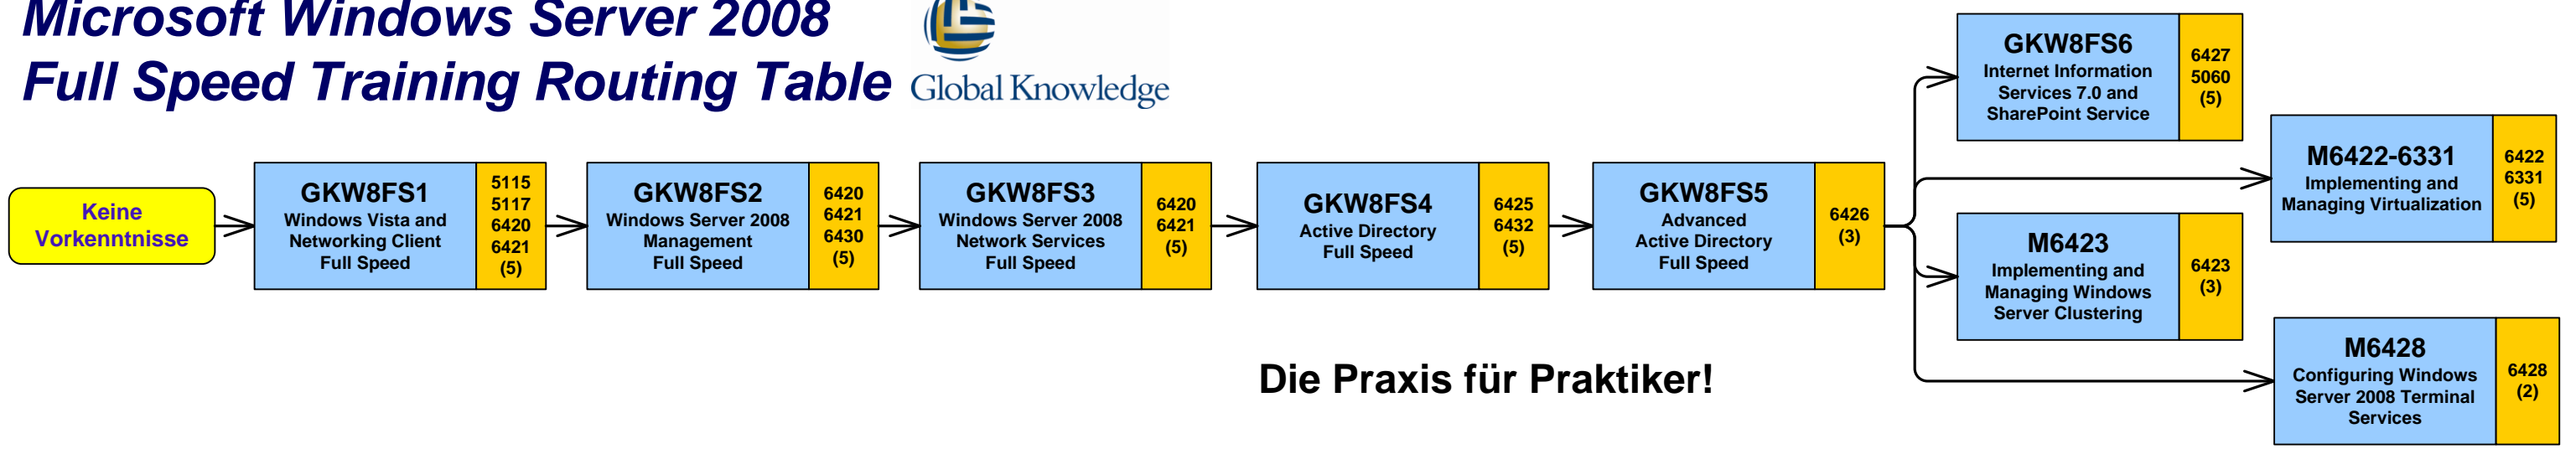 Microsoft Windows Server 2008
Full Speed Training Routing Table
Global Knowledge
Keine
Vorkenntnisse
GKW8FS1
Windows Vista and
Networking Client
Full Speed
5115
5117
6420
6421
(5)
GKW8FS2
Windows Server 2008
Management
Full Speed
6420
6421
6430
(5)
GKW8FS3
Windows Server 2008
Network Services
Full Speed
6420
6421
(5)
GKW8FS4
Active Directory
Full Speed
6425
6432
(5)
GKW8FS5
Advanced
Active Directory
Full Speed
6426
(3)
GKW8FS6
Internet Information
Services 7.0 and
SharePoint Service
6427
5060
(5)
M6422-6331
Implementing and
Managing Virtualization
6422
6331
(5)
M6423
Implementing and
Managing Windows
Server Clustering
6423
(3)
M6428
Configuring Windows
Server 2008 Terminal
Services
6428
(2)
Die Praxis für Praktiker!